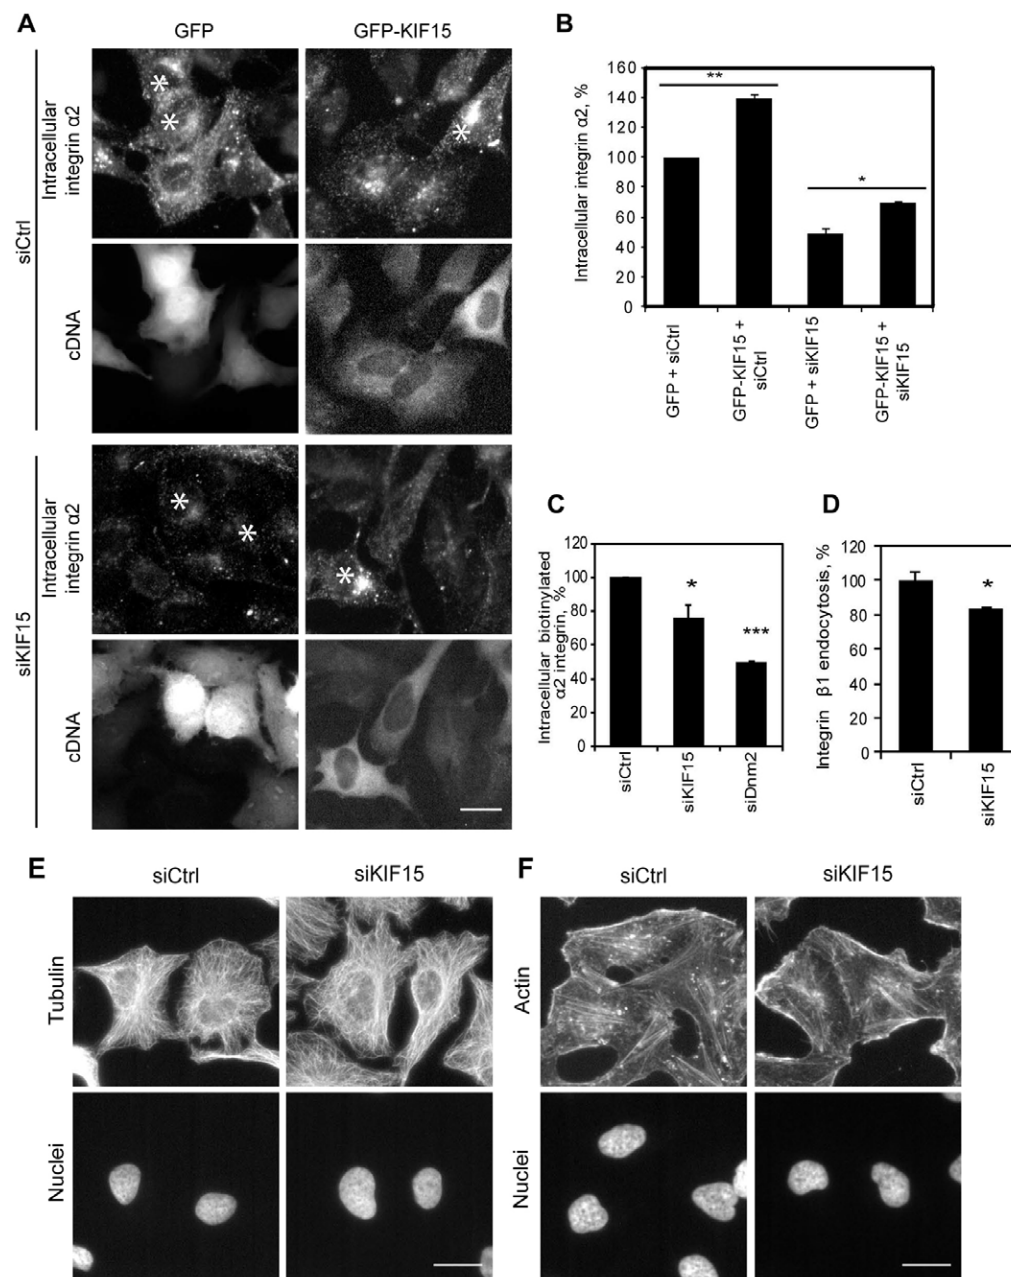 A
GFP
GFP-KIF15
siCtrl
Intracellular
integrin α2
*
*
*
cDNA
siKIF15
Intracellular
integrin α2
*
*
*
cDNA
B
Intracellular integrin α2, %
160
140
120
100
80
60
40
20
0
**
*
GFP + siCtrl
GFP-KIF15 +
siCtrl
GFP + siKIF15
GFP-KIF15 +
siKIF15
C
Intracellular biotinylated
α2 integrin, %
120
100
80
60
40
20
0
*
***
siCtrl
siKIF15
siDnm2
D
Integrin β1 endocytosis, %
120
100
80
60
40
20
0
*
siCtrl
siKIF15
E
siCtrl
siKIF15
Tubulin
Nuclei
F
siCtrl
siKIF15
Actin
Nuclei